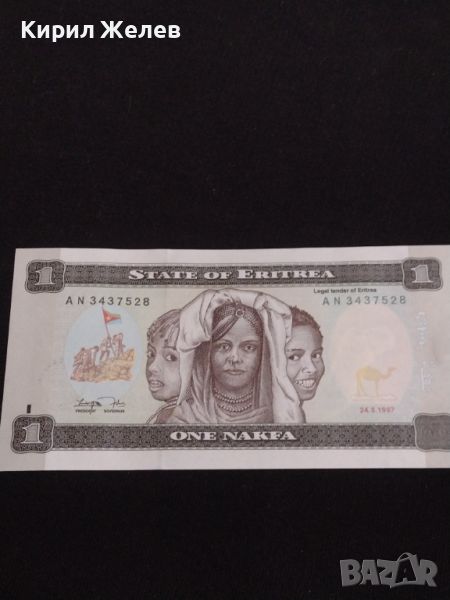 Кирил Желев
1 STATE OF ERITREA 1
Legal tender of Eritrea
AN 3437528 AN 3437528
24.5.1997
1 ONE NAKFA
BAZAR